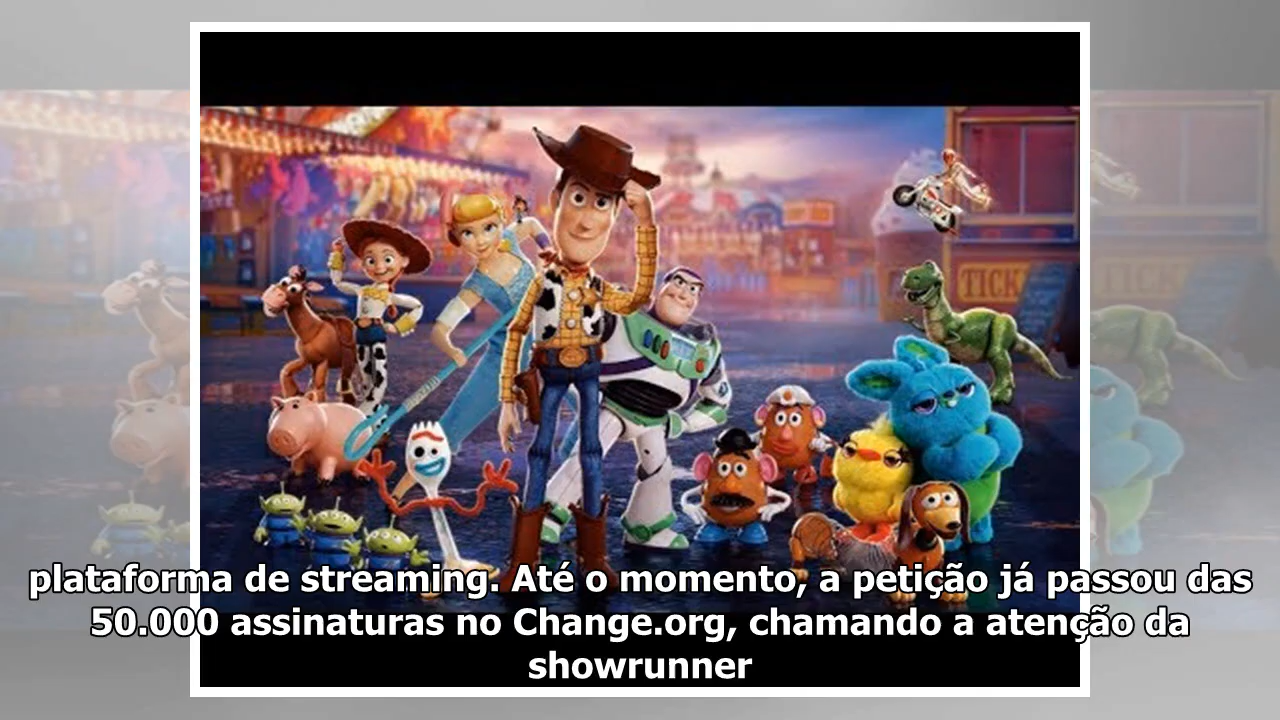 TICK
plataforma de streaming. Até o momento, a petição já passou das
50.000 assinaturas no Change.org, chamando a atenção da
showrunner